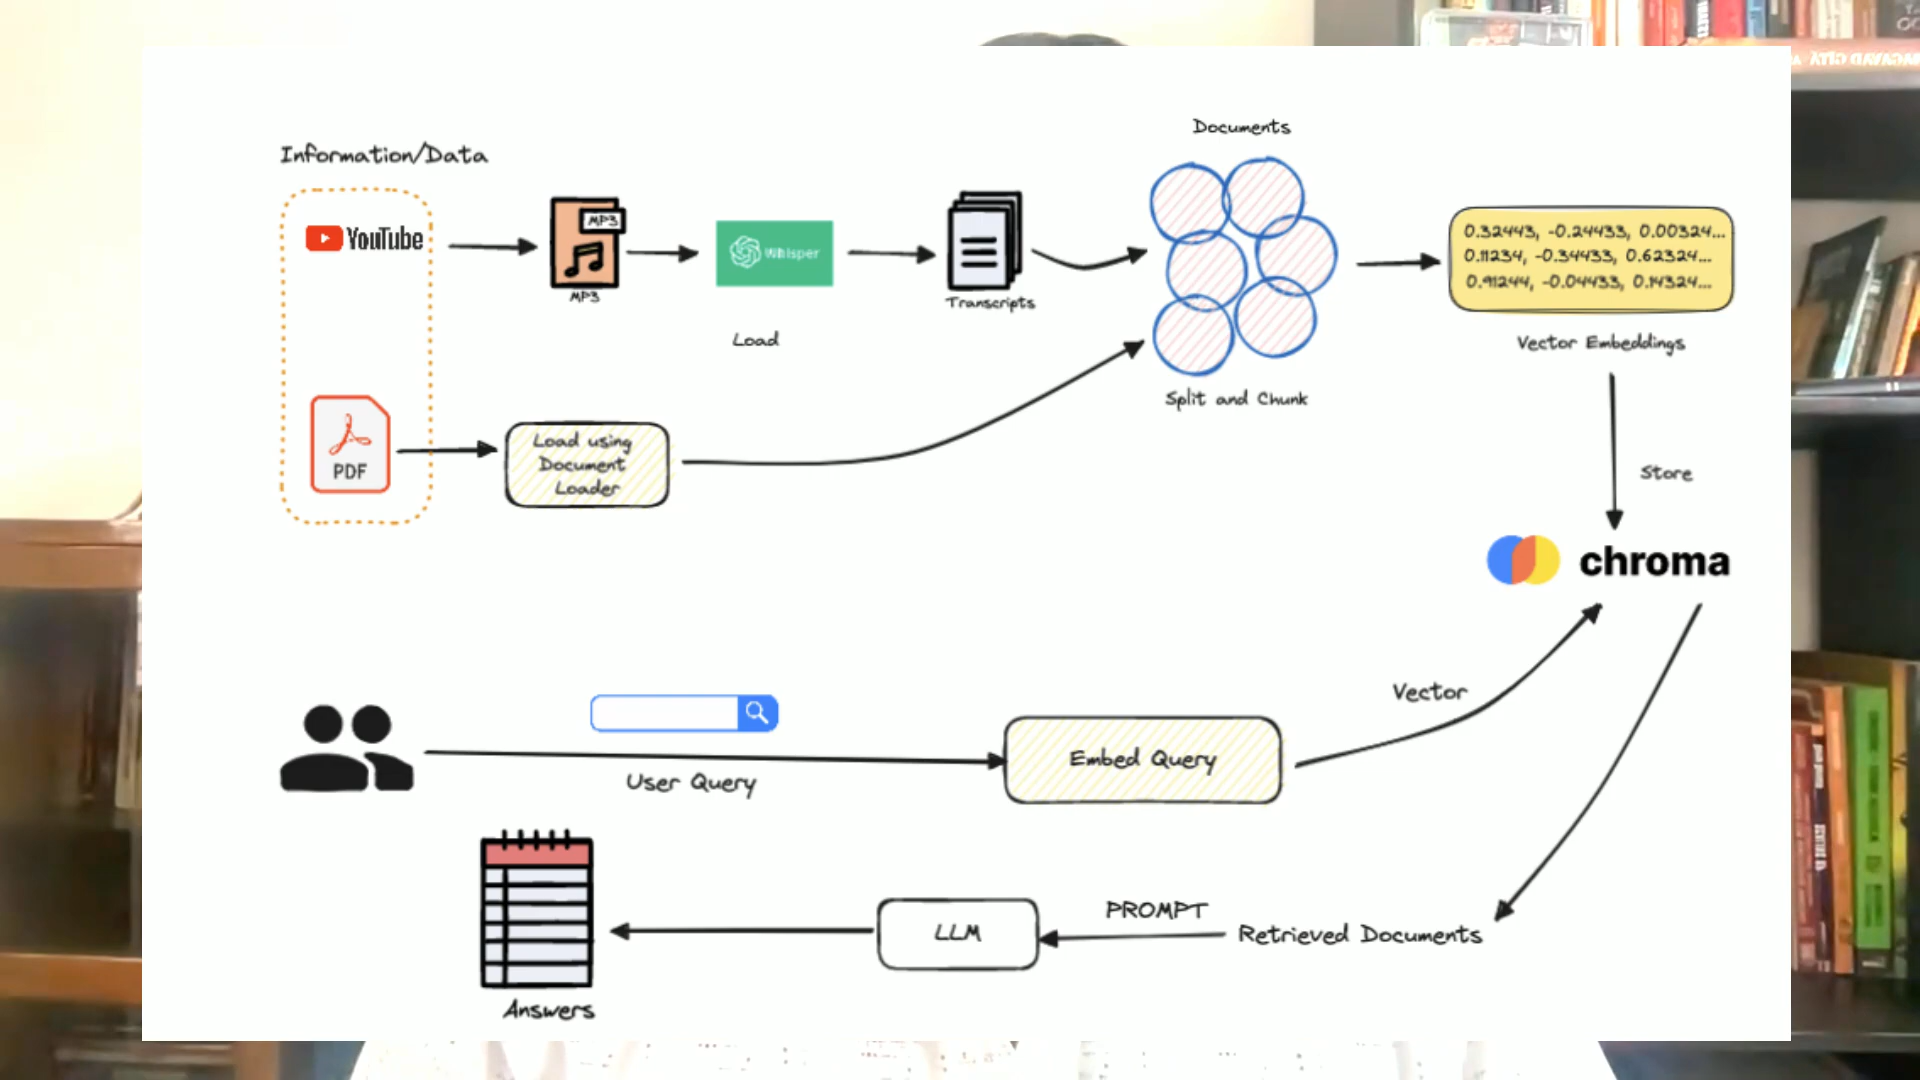 Documents
Information/Data
YouTube
MP3
MP3
Whisper
Load
Transcripts
Split and Chunk
0.32443, -0.24433, 0.00324...
0.11234, -0.34433, 0.62324...
0.91244, -0.04433, 0.14324...
Vector Embeddings
PDF
Load using
Document
Loader
Store
chroma
Vector
User Query
Embed Query
PROMPT
LLM
Retrieved Documents
Answers